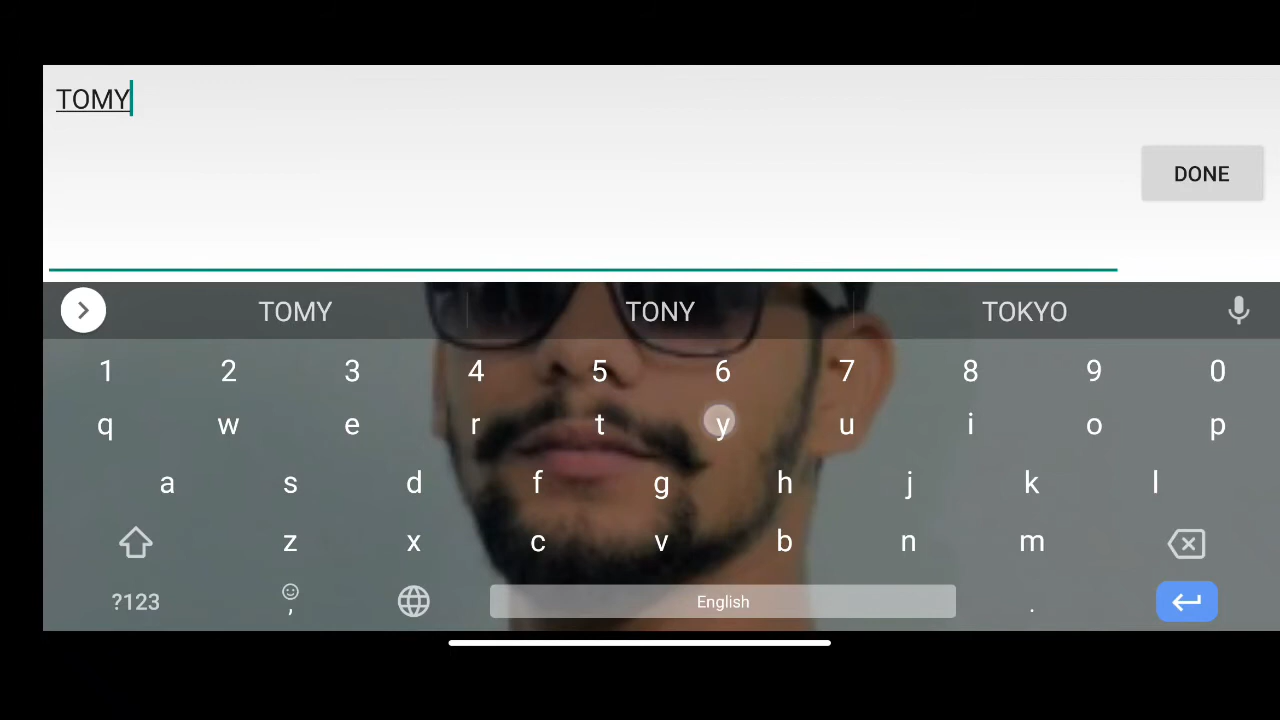 TOMY
DONE
TOMY TONY TOKYO
1 2 3 4 5 6 7 8 9 0
q w e r t y u i o p
a s d f g h j k l
z x c v b n m
?123 , English .